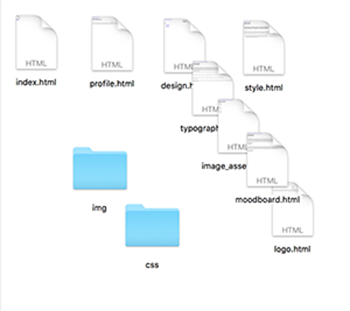 HTML
HTML
HTML
HTML
index.html
profile.html
design.h
style.html
HTML
typograph
HTML
image_asse
HTML
moodboard.html
HTML
logo.html
img
css